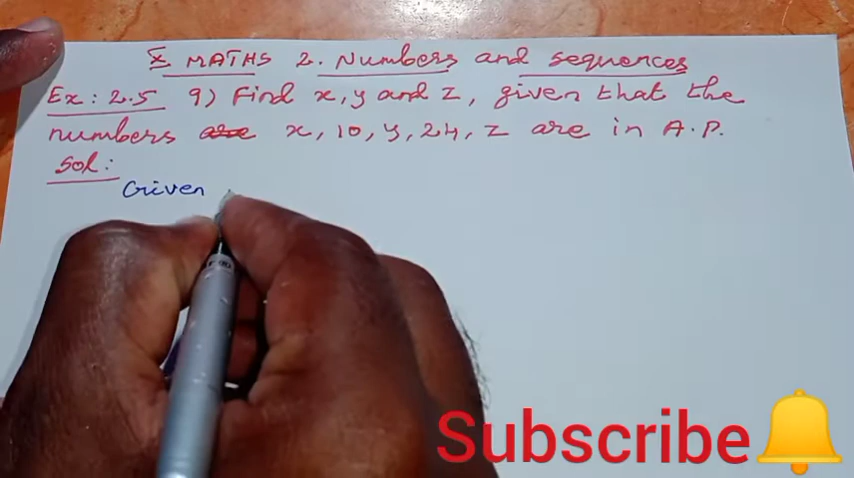 X MATHS 2. Numbers and sequences
Ex: 2.5 9) Find x, y and z, given that the
numbers are x, 10, y, 24, z are in A.P.
Sol:
Given
Subscribe